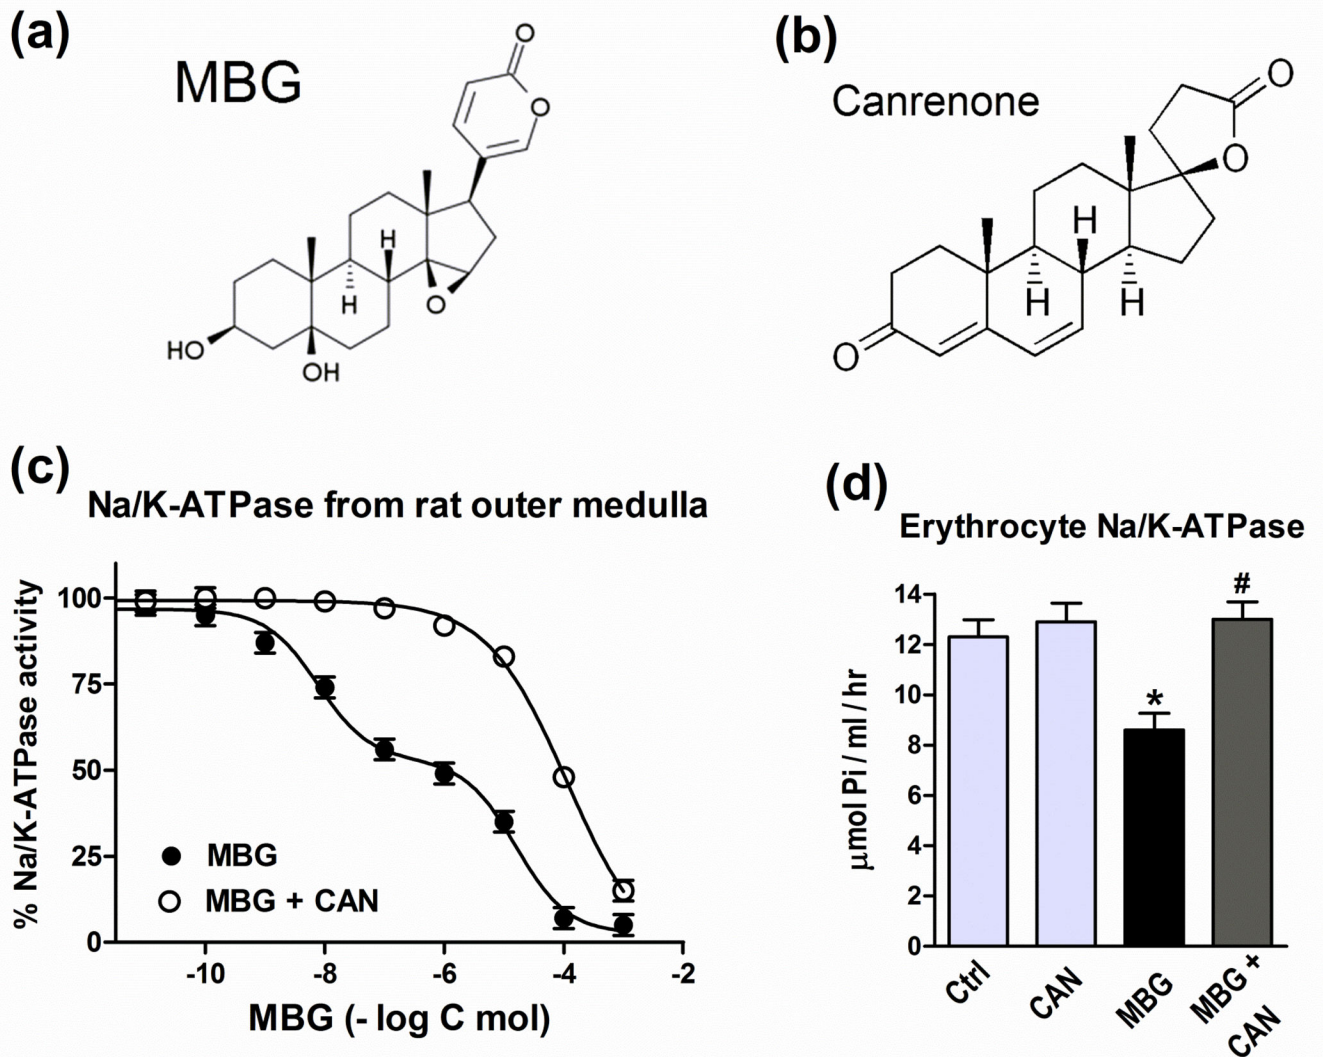 (a)
MBG
O
O
H
H
O
HO
OH
(b)
Canrenone
O
O
H
H
H
O
(c)
Na/K-ATPase from rat outer medulla
% Na/K-ATPase activity
100
75
50
25
0
MBG
MBG + CAN
-10
-8
-6
-4
-2
MBG (- log C mol)
(d)
Erythrocyte Na/K-ATPase
μmol Pi / ml / hr
14
12
10
8
6
4
2
0
*
#
Ctrl
CAN
MBG
MBG +
CAN